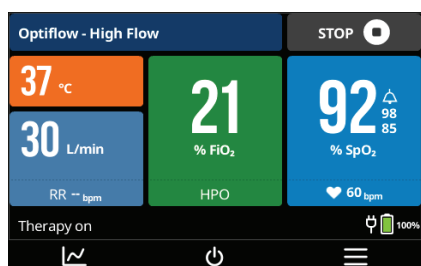 Optiflow - High Flow
STOP
37 °C
30 L/min
RR -- bpm
21
% FiO₂
HPO
92
98
85
% SpO₂
60 bpm
Therapy on
100%